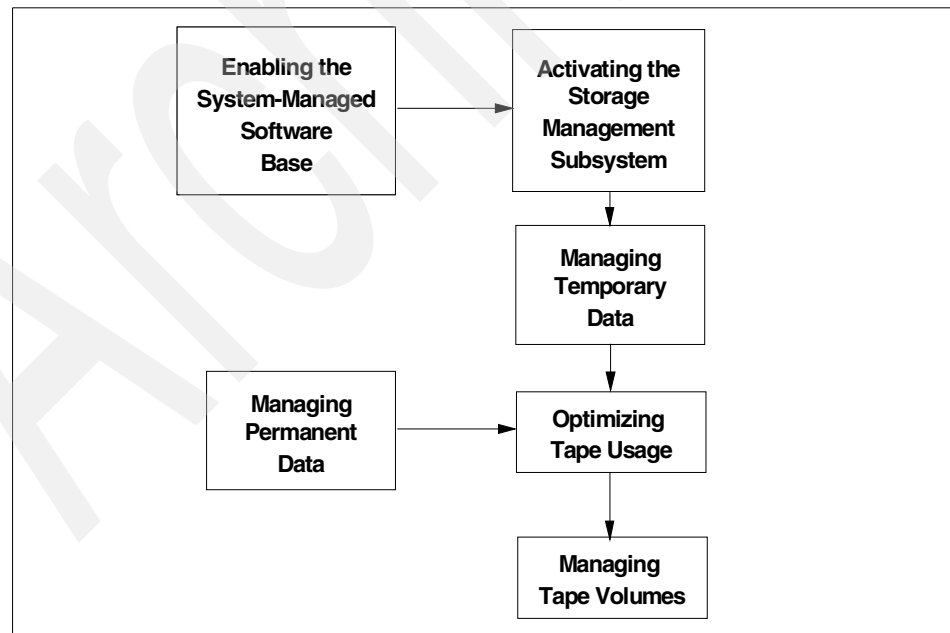 Enabling the
System-Managed
Software
Base
Activating the
Storage
Management
Subsystem
Managing
Temporary
Data
Managing
Permanent
Data
Optimizing
Tape Usage
Managing
Tape Volumes